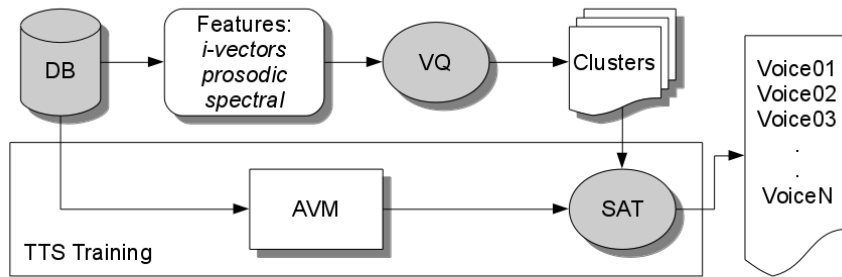 DB
Features:
i-vectors
prosodic
spectral
VQ
Clusters
Voice01
Voice02
Voice03
.
.
VoiceN
AVM
SAT
TTS Training